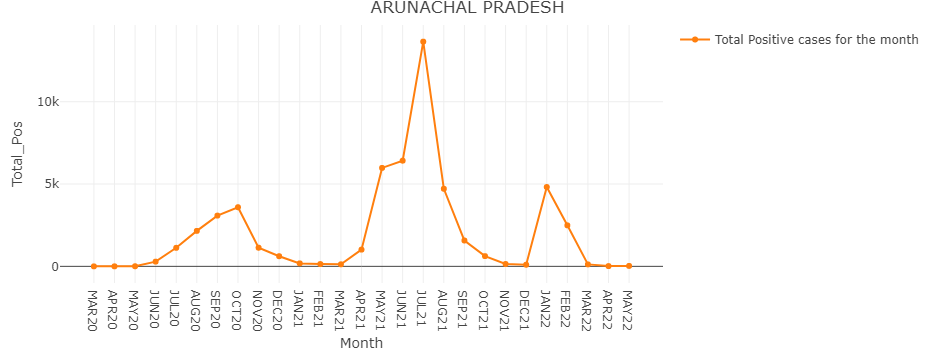 ARUNACHAL PRADESH
Total Positive cases for the month
10k
5k
0
Total_Pos
MAR20
APR20
MAY20
JUN20
JUL20
AUG20
SEP20
OCT20
NOV20
DEC20
JAN21
FEB21
MAR21
APR21
MAY21
JUN21
JUL21
AUG21
SEP21
OCT21
NOV21
DEC21
JAN22
FEB22
MAR22
APR22
MAY22
Month